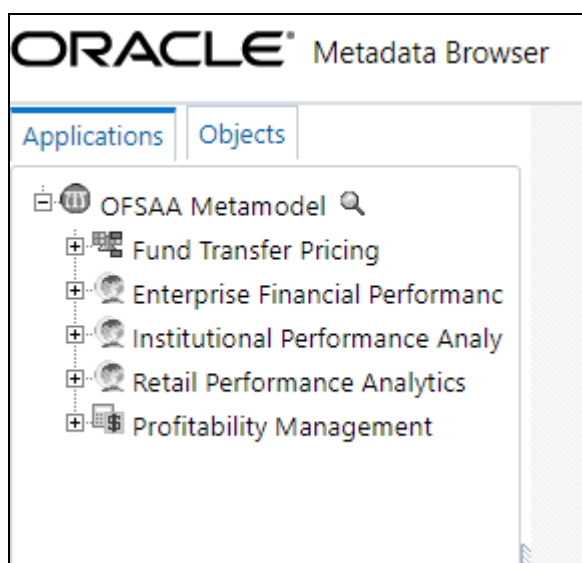 ORACLE® Metadata Browser
Applications Objects
OFSAA Metamodel
Fund Transfer Pricing
Enterprise Financial Performanc
Institutional Performance Analy
Retail Performance Analytics
Profitability Management